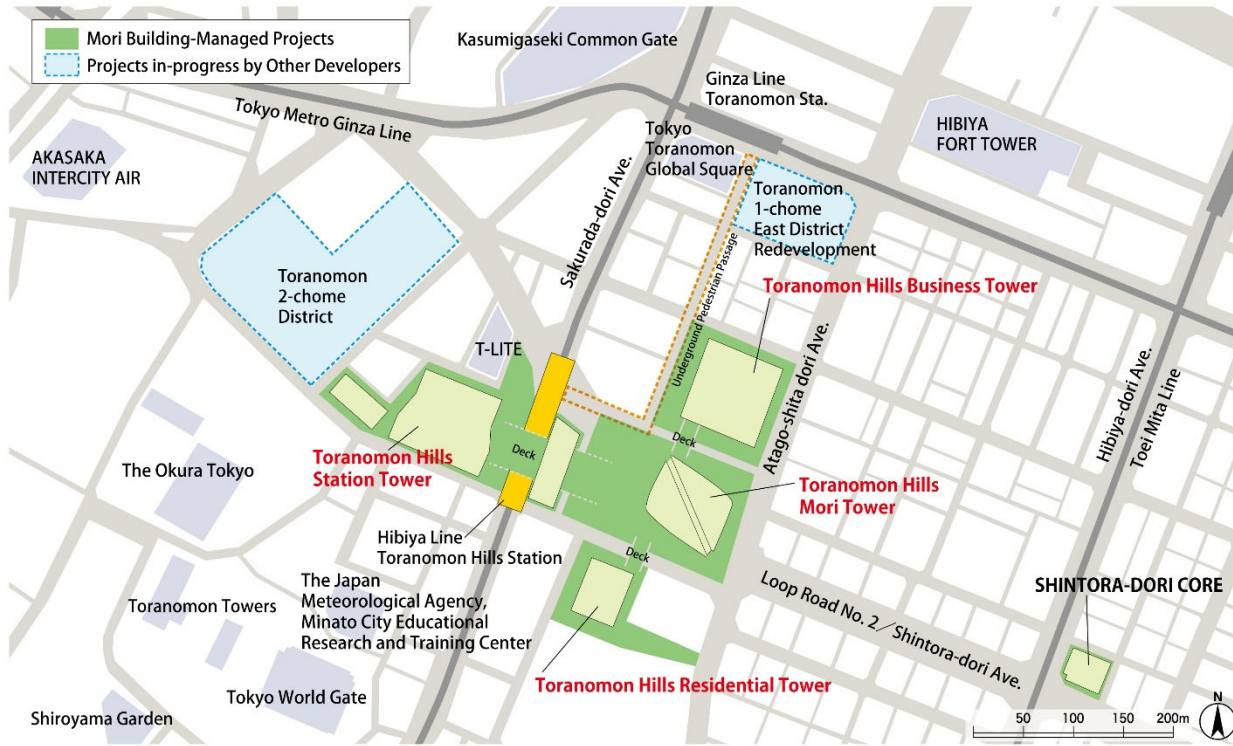 Mori Building-Managed Projects
Projects in-progress by Other Developers
Kasumigaseki Common Gate
Ginza Line
Toranomon Sta.
Tokyo Metro Ginza Line
Tokyo
Toranomon
Global Square
HIBIYA
FORT TOWER
AKASAKA
INTERCITY AIR
Sakurada-dori Ave.
Toranomon
1-chome
East District
Redevelopment
Underground Pedestrian Passage
Toranomon
2-chome
District
Toranomon Hills Business Tower
T-LITE
Atago-shita dori Ave.
Hibiya-dori Ave.
Toei Mita Line
Deck
Deck
The Okura Tokyo
Toranomon Hills
Station Tower
Toranomon Hills
Mori Tower
Hibiya Line
Toranomon Hills Station
Deck
Loop Road No. 2／Shintora-dori Ave.
SHINTORA-DORI CORE
Toranomon Towers
The Japan
Meteorological Agency,
Minato City Educational
Research and Training Center
Toranomon Hills Residential Tower
Tokyo World Gate
Shiroyama Garden
N
50 100 150 200m